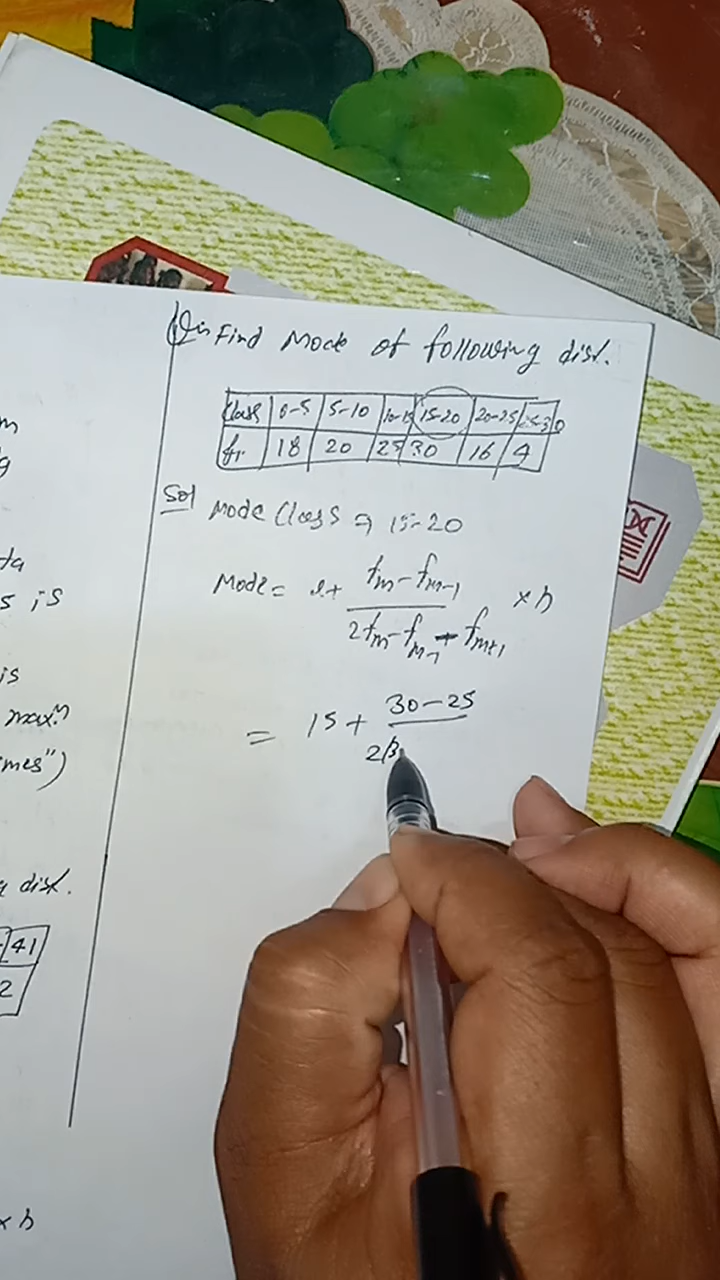 m
g
ta
s is
is
max.m
mes")
g dist.
41
2
x h
Find Mode of following dist.
Class 0-5 5-10 10-15 15-20 20-25 25-30
fr. 18 20 25 30 16 4
Sol Mode Class => 15-20
Mode = l + fm - fm-1 / 2fm - fm-1 - fm+1 x h
= 15 + 30-25
2(3